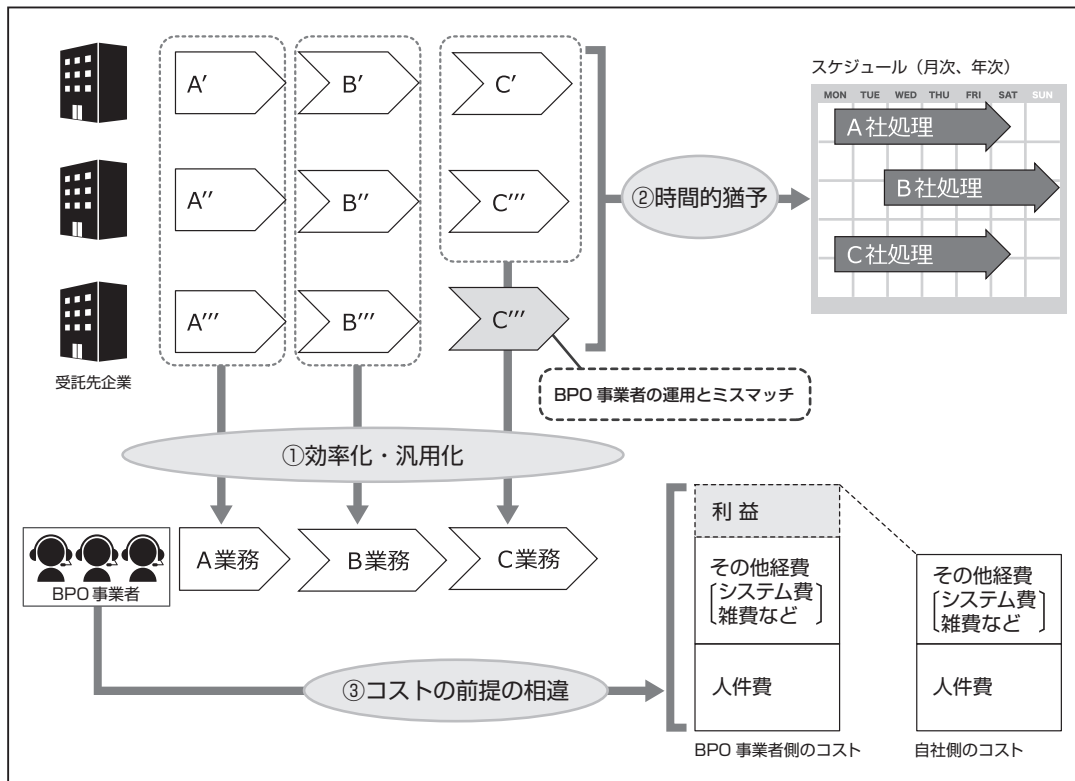 A′
B′
C′
スケジュール（月次、年次）
MON TUE WED THU FRI SAT SUN
A社処理
A″
B″
C‴
②時間的猶予
B社処理
C社処理
A‴
B‴
C‴
受託先企業
BPO 事業者の運用とミスマッチ
①効率化・汎用化
利 益
A業務
B業務
C業務
BPO 事業者
その他経費
システム費
雑費など
その他経費
システム費
雑費など
③コストの前提の相違
人件費
人件費
BPO 事業者側のコスト
自社側のコスト